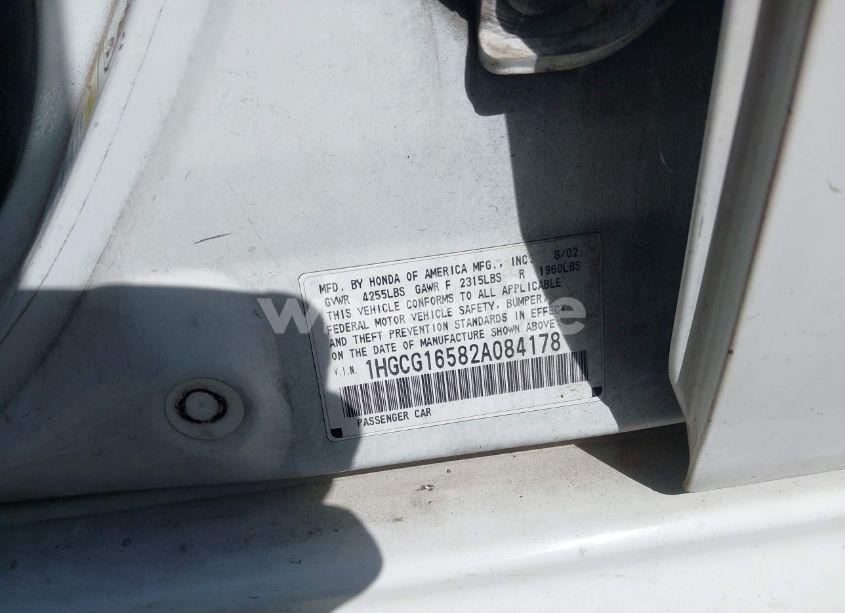 MFD. BY HONDA OF AMERICA MFG., INC. 8/02
GVWR 4255LBS GAWR F 2315LBS R 1960LBS
THIS VEHICLE CONFORMS TO ALL APPLICABLE
FEDERAL MOTOR VEHICLE SAFETY, BUMPER,
AND THEFT PREVENTION STANDARDS IN EFFECT
ON THE DATE OF MANUFACTURE SHOWN ABOVE.
V.I.N. 1HGCG16582A084178
PASSENGER CAR